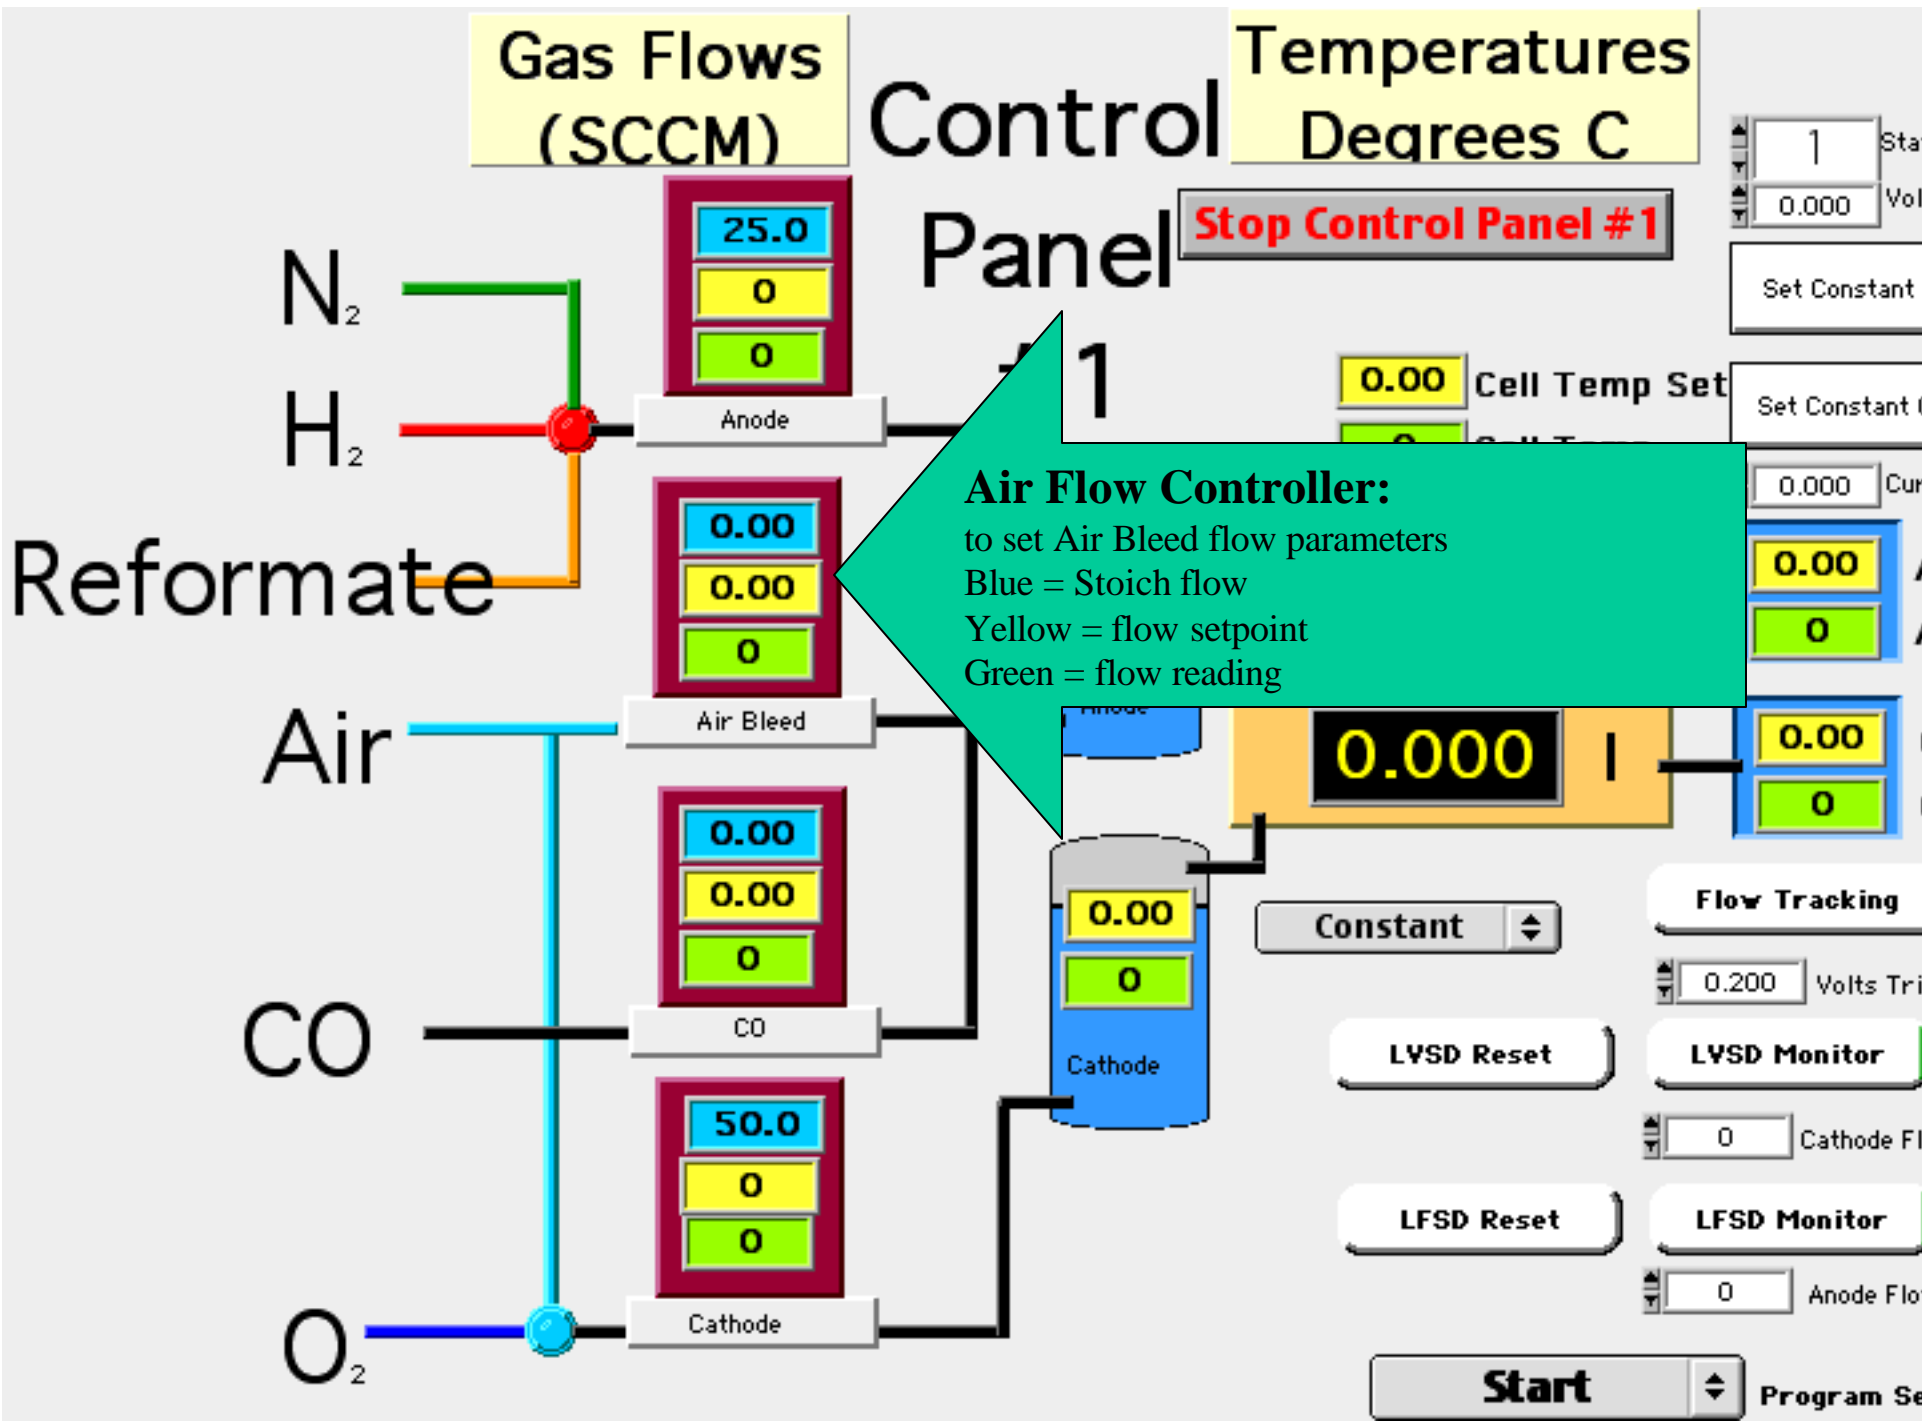 Gas Flows
(SCCM)
Control
Panel
1
Temperatures
Degrees C
Stop Control Panel #1
1
0.000
Set Constant
Set Constant
0.000
N2
H2
Reformate
Air
CO
O2
25.0
0
0
Anode
0.00
0.00
0
Air Bleed
0.00
0.00
0
CO
50.0
0
0
Cathode
0.00 Cell Temp Set
Air Flow Controller:
to set Air Bleed flow parameters
Blue = Stoich flow
Yellow = flow setpoint
Green = flow reading
0.00
0
0.000 I
0.00
0
0.00
0
Cathode
Constant
Flow Tracking
0.200 Volts
LVSD Reset
LVSD Monitor
0 Cathode
LFSD Reset
LFSD Monitor
0 Anode
Start
Program